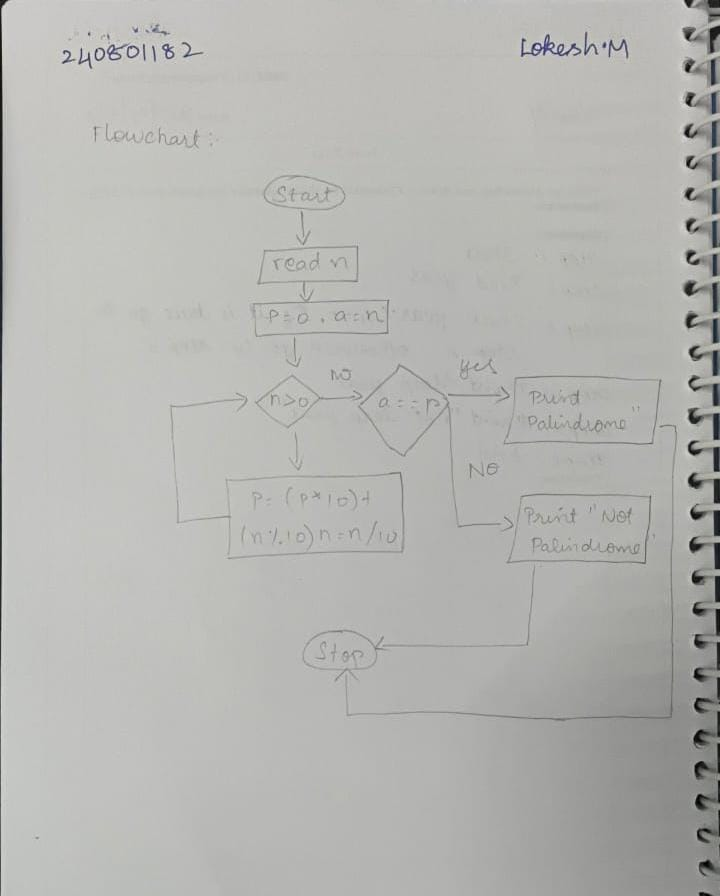 240801182
Lokesh.M
Flowchart:
Start
read n
P=0, a=n
n>0
NO
a==p
Yes
Print
Palindrome"
NO
P=(P*10)+
(n%10)n=n/10
Print "Not
Palindrome"
Stop